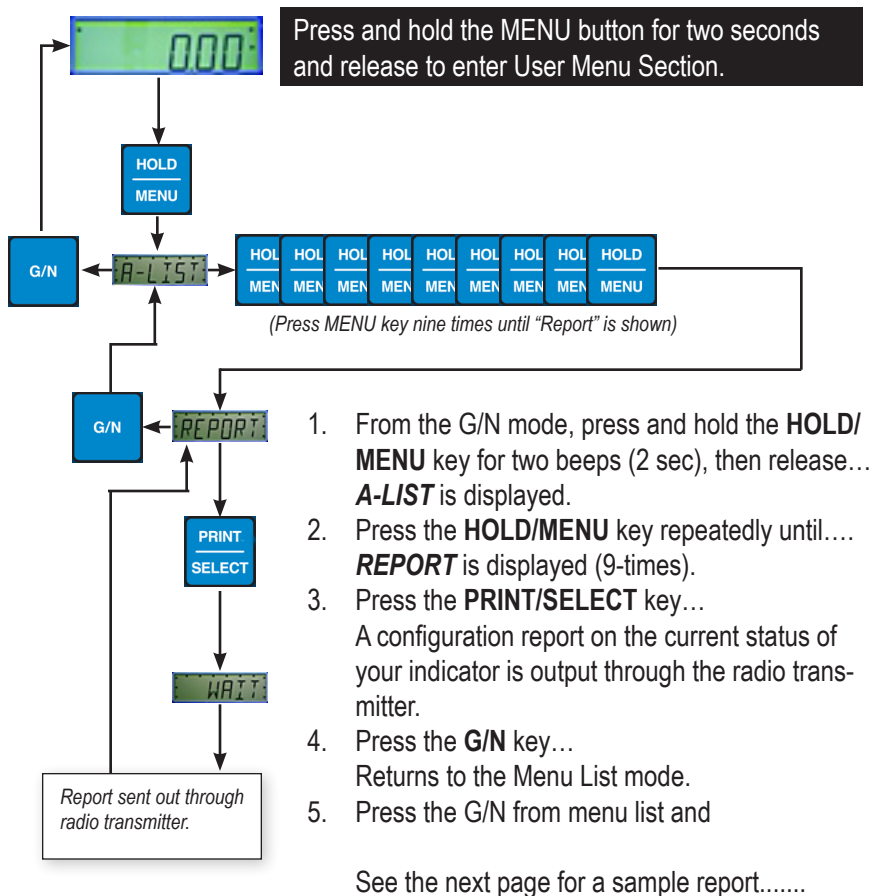 0.00
Press and hold the MENU button for two seconds
and release to enter User Menu Section.
HOLD
MENU
G/N
A-LIST
HOL HOL HOL HOL HOL HOL HOL HOL HOLD
MEN MEN MEN MEN MEN MEN MEN MEN MENU
(Press MENU key nine times until “Report” is shown)
G/N
REPORT
PRINT
SELECT
WAIT
Report sent out through
radio transmitter.
1. From the G/N mode, press and hold the HOLD/
MENU key for two beeps (2 sec), then release…
A-LIST is displayed.
2. Press the HOLD/MENU key repeatedly until….
REPORT is displayed (9-times).
3. Press the PRINT/SELECT key…
A configuration report on the current status of
your indicator is output through the radio trans-
mitter.
4. Press the G/N key…
Returns to the Menu List mode.
5. Press the G/N from menu list and
See the next page for a sample report.......